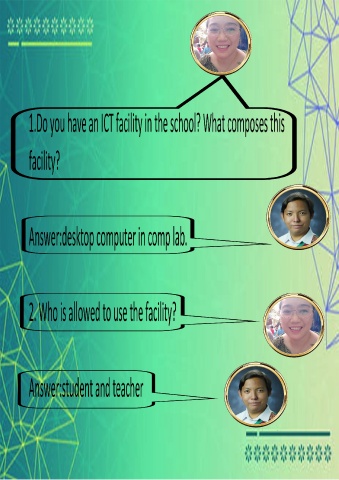 1.Do you have an ICT facility in the school? What composes this
facility?
Answer:desktop computer in comp lab.
2. Who is allowed to use the facility?
Answer:student and teacher